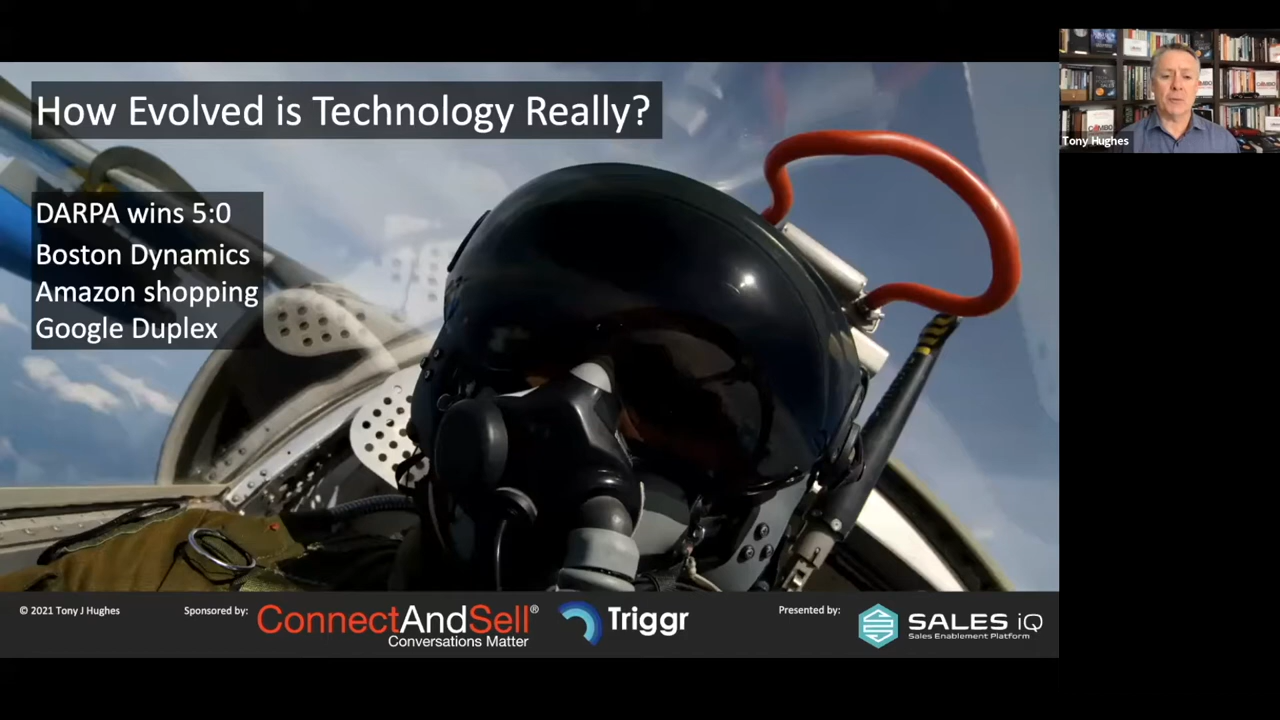 How Evolved is Technology Really?
DARPA wins 5:0
Boston Dynamics
Amazon shopping
Google Duplex
Tony Hughes
© 2021 Tony J Hughes
Sponsored by:
ConnectAndSell®
Conversations Matter
Triggr
Presented by:
SALES iQ
Sales Enablement Platform